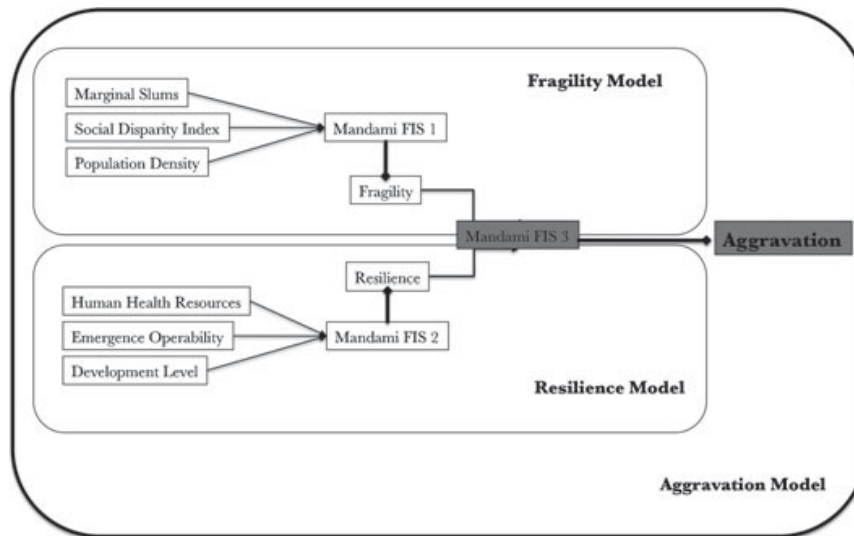 Fragility Model
Marginal Slums
Social Disparity Index
Population Density
Mandami FIS 1
Fragility
Mandami FIS 3
Aggravation
Resilience
Human Health Resources
Emergence Operability
Development Level
Mandami FIS 2
Resilience Model
Aggravation Model